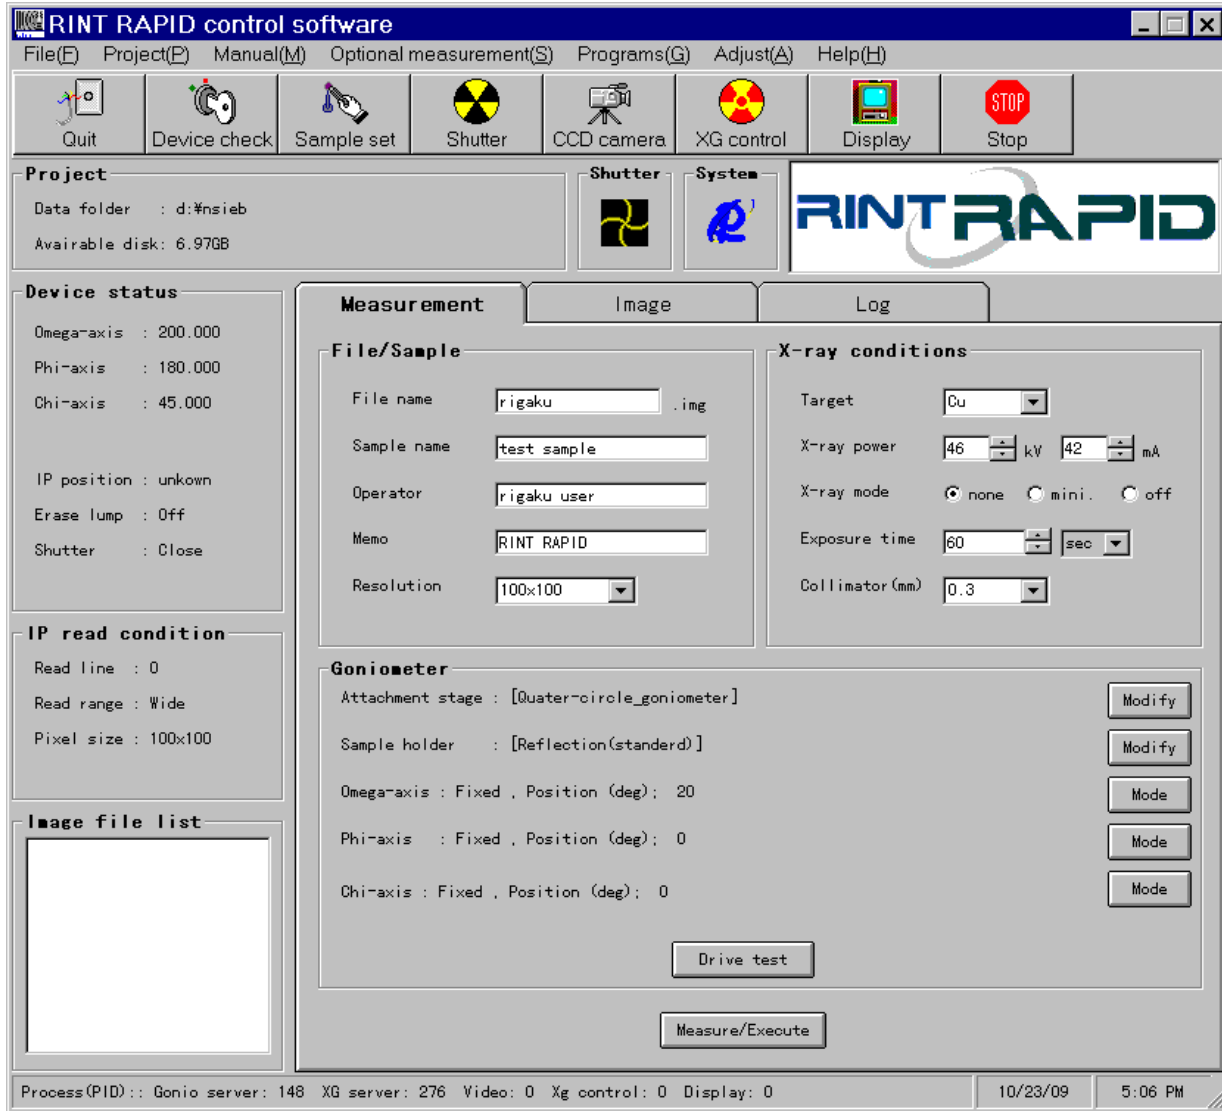 RINT RAPID control software
File(F) Project(P) Manual(M) Optional measurement(S) Programs(G) Adjust(A) Help(H)
STOP
Quit Device check Sample set Shutter CCD camera XG control Display Stop
Project Shutter System
Data folder : d:¥nsieb
Avairable disk: 6.97GB
RINT RAPID
Device status
Omega-axis : 200.000
Phi-axis : 180.000
Chi-axis : 45.000
IP position : unkown
Erase lump : Off
Shutter : Close
IP read condition
Read line : 0
Read range : Wide
Pixel size : 100x100
Image file list
Measurement Image Log
File/Sample
File name rigaku .img
Sample name test sample
Operator rigaku user
Memo RINT RAPID
Resolution 100x100
X-ray conditions
Target Cu
X-ray power 46 kV 42 mA
X-ray mode none mini. off
Exposure time 60 sec
Collimator(mm) 0.3
Goniometer
Attachment stage : [Quater-circle_goniometer] Modify
Sample holder : [Reflection(standerd)] Modify
Omega-axis : Fixed , Position (deg); 20 Mode
Phi-axis : Fixed , Position (deg); 0 Mode
Chi-axis : Fixed , Position (deg); 0 Mode
Drive test
Measure/Execute
Process(PID):: Gonio server: 148 XG server: 276 Video: 0 Xg control: 0 Display: 0 10/23/09 5:06 PM